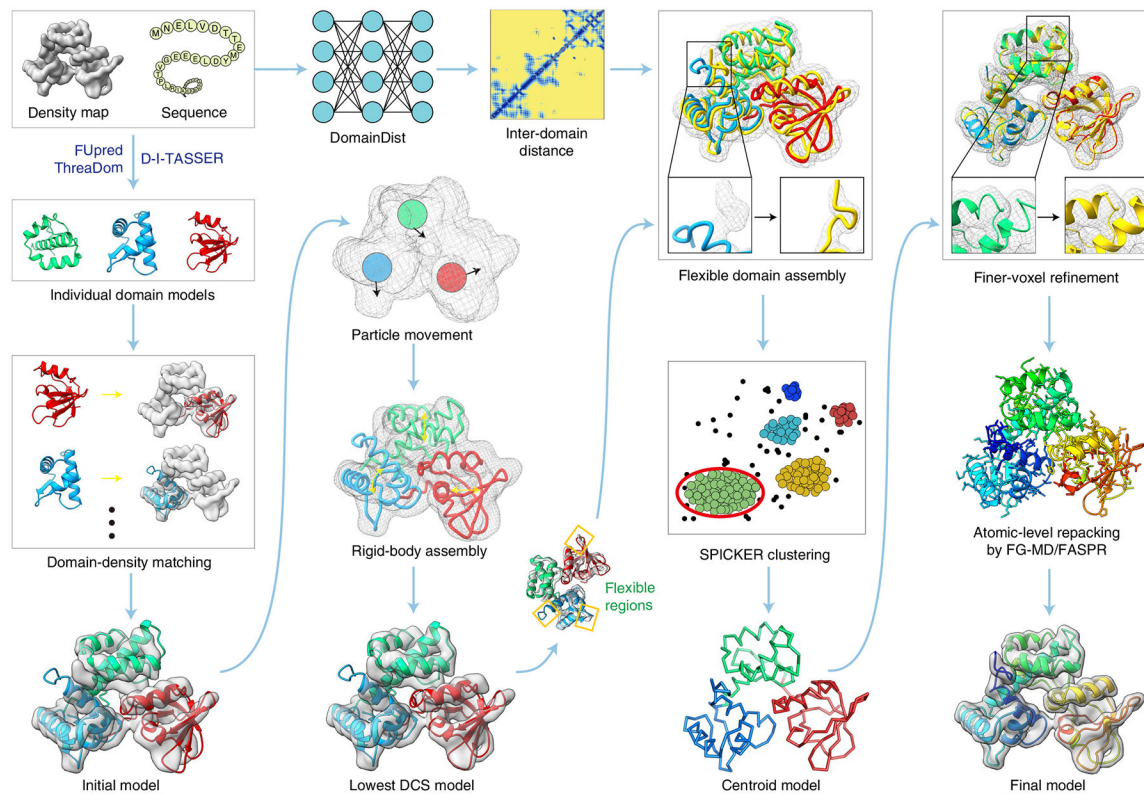 Density map
Sequence
MNELVDTTEMYDLEEEGVTPLR
FUpred
ThreaDom
D-I-TASSER
Individual domain models
Domain-density matching
Initial model
DomainDist
Inter-domain
distance
Particle movement
Rigid-body assembly
Lowest DCS model
Flexible
regions
Flexible domain assembly
SPICKER clustering
Centroid model
Finer-voxel refinement
Atomic-level repacking
by FG-MD/FASPR
Final model